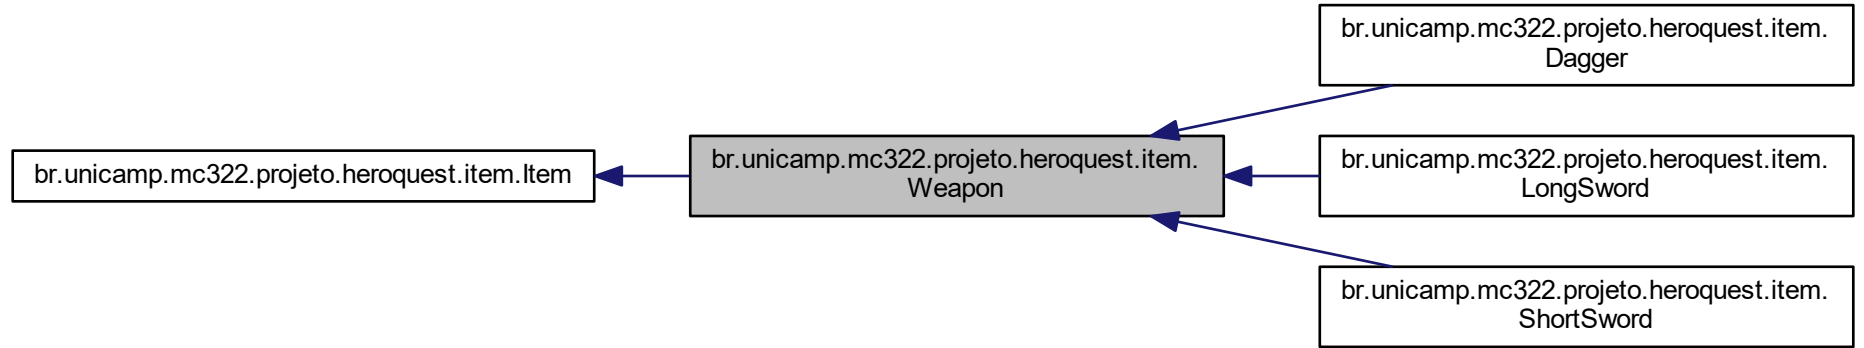 br.unicamp.mc322.projeto.heroquest.item.Item
br.unicamp.mc322.projeto.heroquest.item.
Weapon
br.unicamp.mc322.projeto.heroquest.item.
Dagger
br.unicamp.mc322.projeto.heroquest.item.
LongSword
br.unicamp.mc322.projeto.heroquest.item.
ShortSword